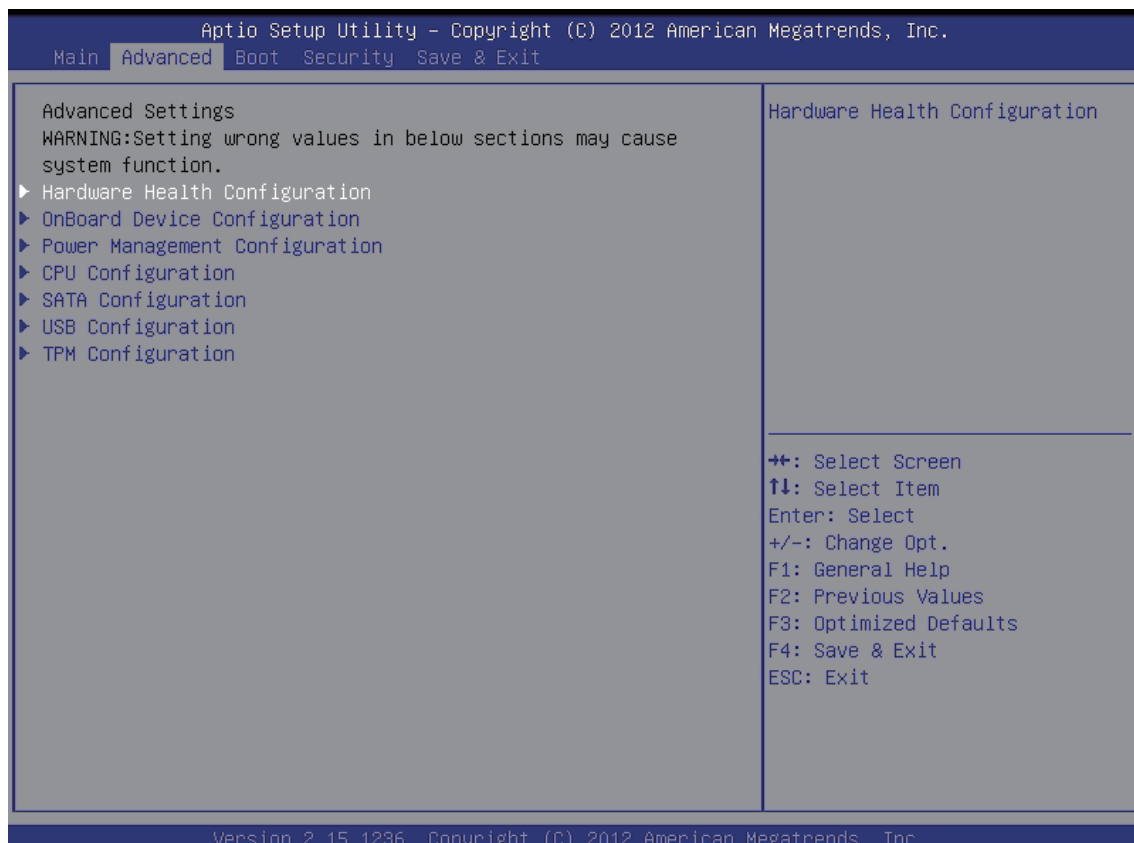 Aptio Setup Utility – Copyright (C) 2012 American Megatrends, Inc.
Main Advanced Boot Security Save & Exit
Advanced Settings
WARNING:Setting wrong values in below sections may cause
system function.
▶ Hardware Health Configuration
▶ OnBoard Device Configuration
▶ Power Management Configuration
▶ CPU Configuration
▶ SATA Configuration
▶ USB Configuration
▶ TPM Configuration
Hardware Health Configuration
→←: Select Screen
↑↓: Select Item
Enter: Select
+/-: Change Opt.
F1: General Help
F2: Previous Values
F3: Optimized Defaults
F4: Save & Exit
ESC: Exit
Version 2.15.1236. Copyright (C) 2012 American Megatrends, Inc.